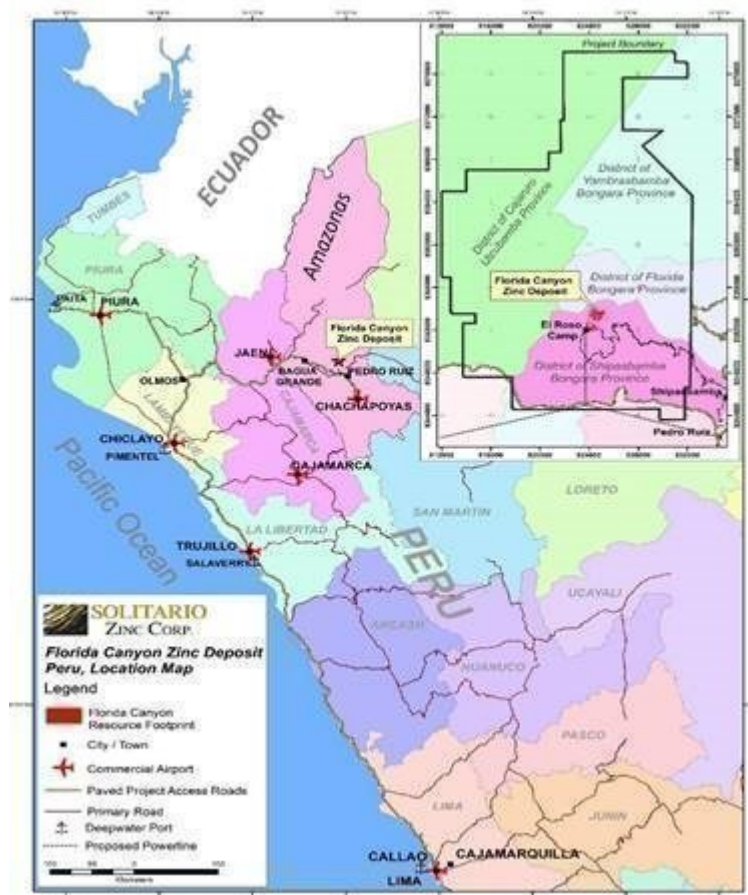 Project Boundary
District of
Yambrasbamba
Bongara Province
District of Cajaruro
Utcubamba Province
District of Florida
Bongara Province
Florida Canyon
Zinc Deposit
El Roso
Camp
District of Shipasbamba
Bongara Province
Shipasbamba
Pedro Ruiz
ECUADOR
TUMBES
Amazonas
PIURA
PAITA
PIURA
Florida Canyon
Zinc Deposit
JAEN
BAGUA
GRANDE
PEDRO RUIZ
OLMOS
CHACHAPOYAS
LAMBAYEQUE
CAJAMARCA
CHICLAYO
PIMENTEL
CAJAMARCA
Pacific Ocean
LORETO
SAN MARTIN
LA LIBERTAD
PERU
TRUJILLO
SALAVERRY
UCAYALI
ANCASH
HUANUCO
PASCO
LIMA
JUNIN
CALLAO
CAJAMARQUILLA
LIMA
SOLITARIO
ZINC CORP.
Florida Canyon Zinc Deposit
Peru, Location Map
Legend
Florida Canyon
Resource Footprint
City / Town
Commercial Airport
Paved Project Access Roads
Primary Road
Deepwater Port
Proposed Powerline
Kilometers